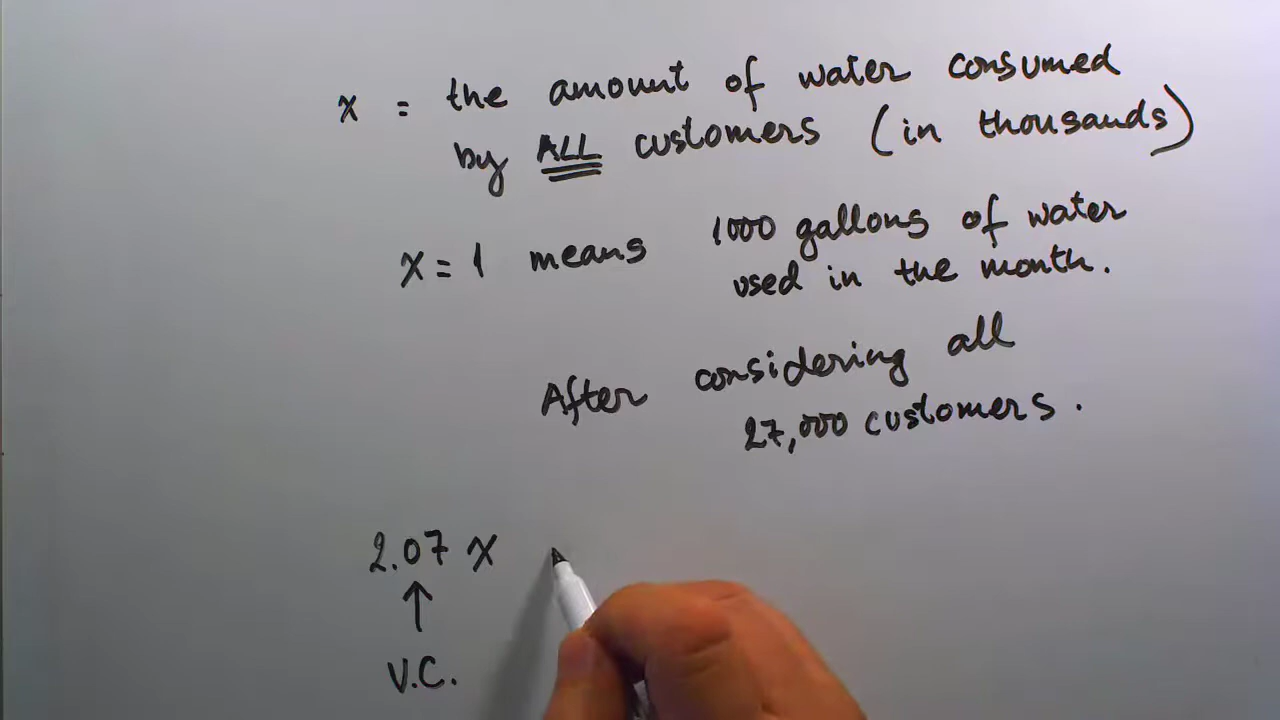 x = the amount of water consumed
by ALL customers (in thousands)
x = 1 means 1000 gallons of water
used in the month.
After considering all
27,000 customers.
2.07 x
↑
V.C.